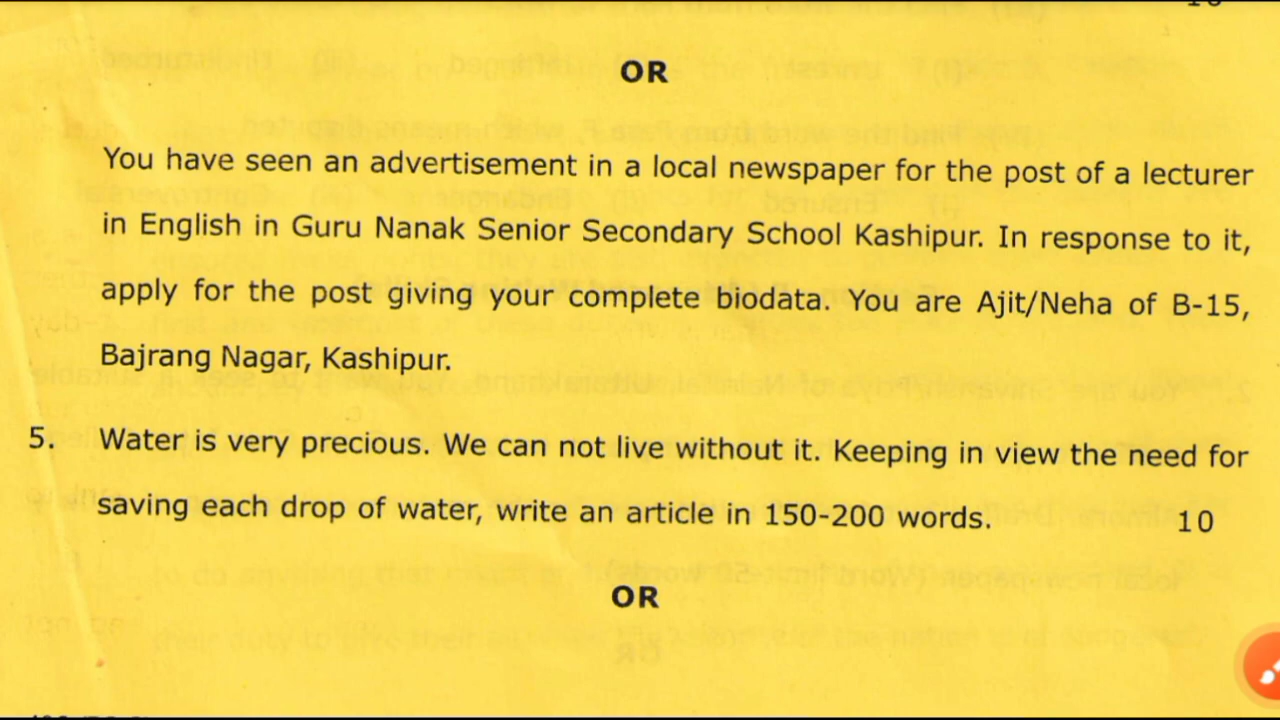 OR
You have seen an advertisement in a local newspaper for the post of a lecturer
in English in Guru Nanak Senior Secondary School Kashipur. In response to it,
apply for the post giving your complete biodata. You are Ajit/Neha of B-15,
Bajrang Nagar, Kashipur.
5. Water is very precious. We can not live without it. Keeping in view the need for
saving each drop of water, write an article in 150-200 words. 10
OR